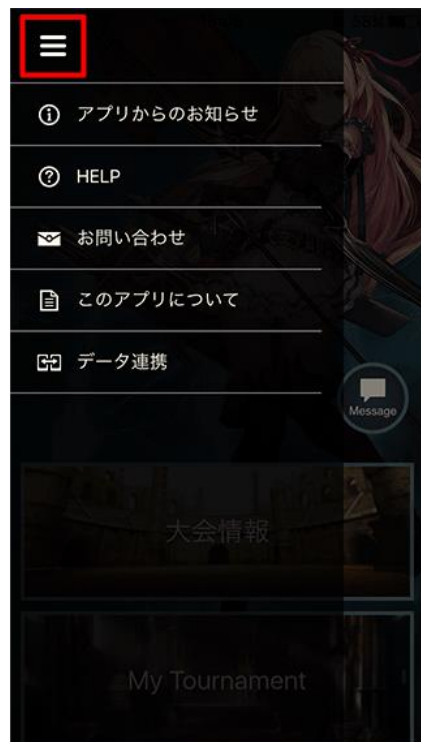 アプリからのお知らせ
HELP
お問い合わせ
このアプリについて
データ連携
Message
大会情報
My Tournament